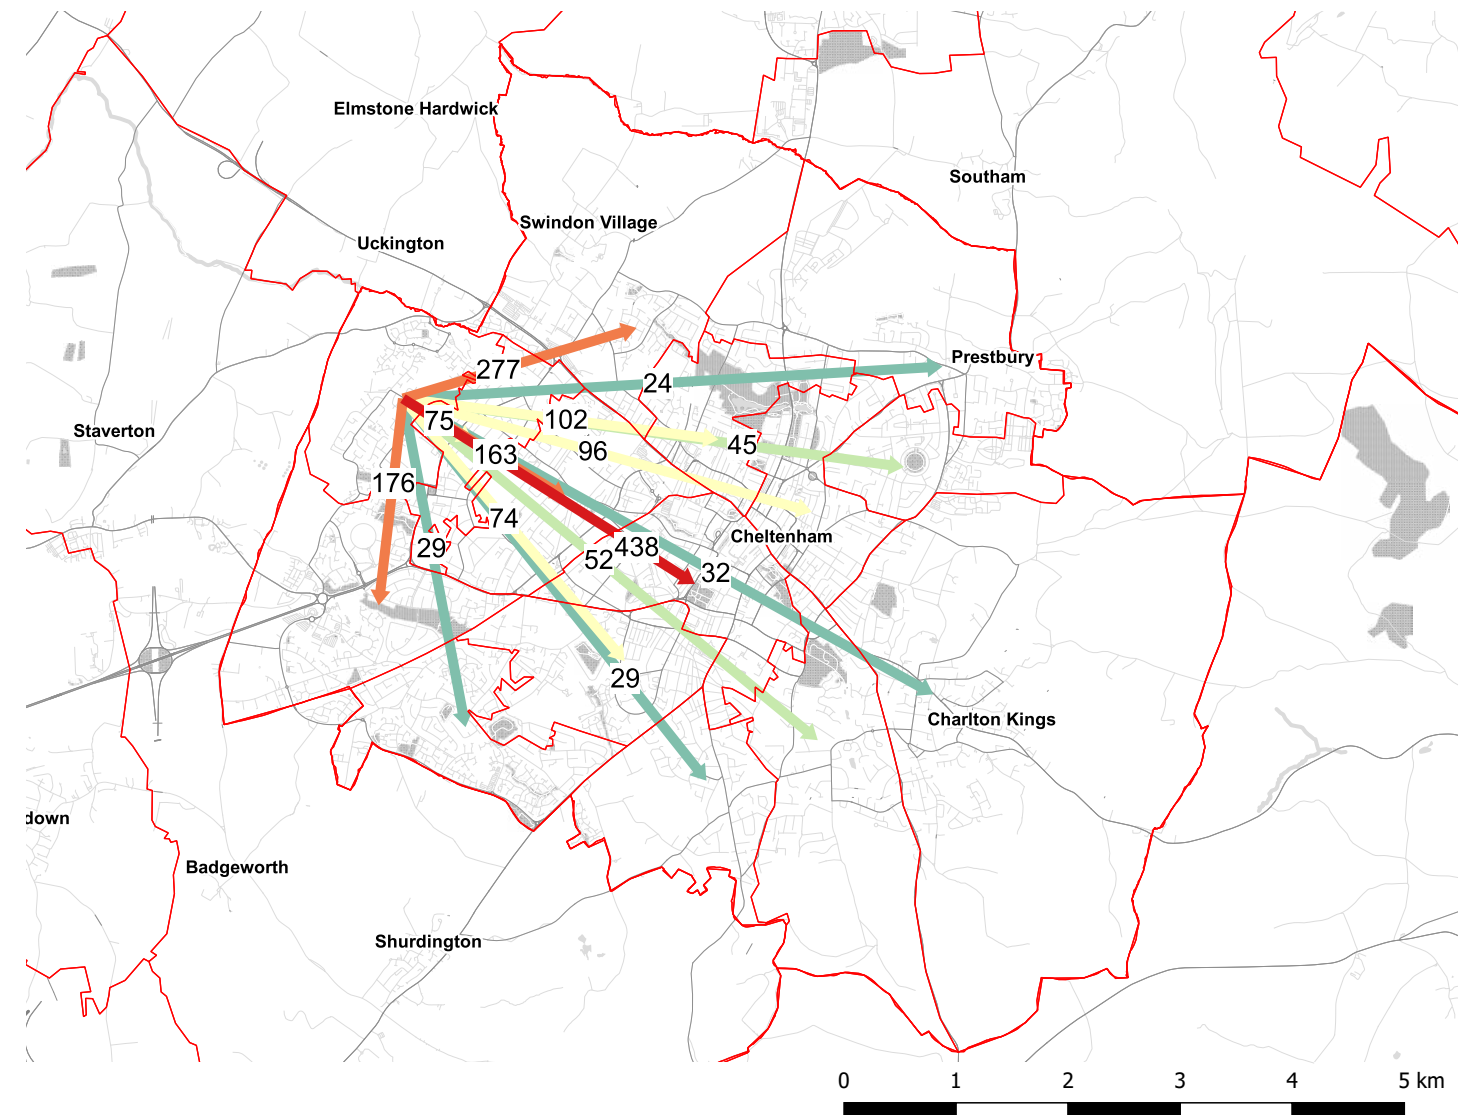 Elmstone Hardwick
Southam
Swindon Village
Uckington
Prestbury
277
24
102
75
Staverton
45
96
163
176
74
Cheltenham
438
29
52
32
29
Charlton Kings
down
Badgeworth
Shurdington
0 1 2 3 4 5 km